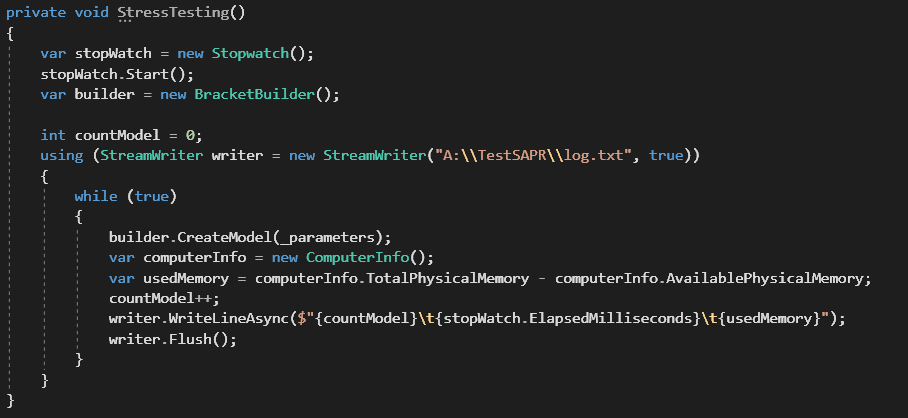 private void StressTesting()
{
var stopWatch = new Stopwatch();
stopWatch.Start();
var builder = new BracketBuilder();
int countModel = 0;
using (StreamWriter writer = new StreamWriter("A:\\TestSAPR\\log.txt", true))
{
while (true)
{
builder.CreateModel(_parameters);
var computerInfo = new ComputerInfo();
var usedMemory = computerInfo.TotalPhysicalMemory - computerInfo.AvailablePhysicalMemory;
countModel++;
writer.WriteLineAsync($"{countModel}\t{stopWatch.ElapsedMilliseconds}\t{usedMemory}");
writer.Flush();
}
}
}